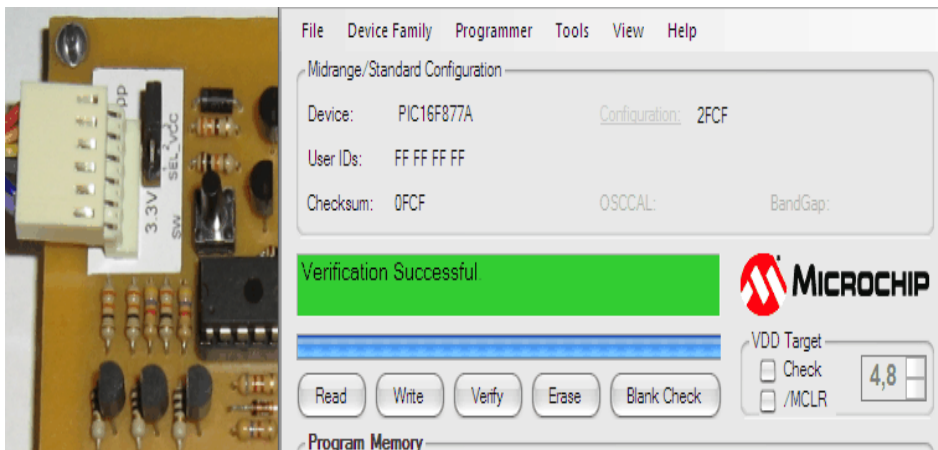 PP
SEL_VCC
3.3V
SW
File Device Family Programmer Tools View Help
Midrange/Standard Configuration
Device: PIC16F877A Configuration: 2FCF
User IDs: FF FF FF FF
Checksum: 0FCF OSCCAL: BandGap:
Verification Successful.
MICROCHIP
VDD Target
Check
/MCLR
4,8
Read Write Verify Erase Blank Check
Program Memory